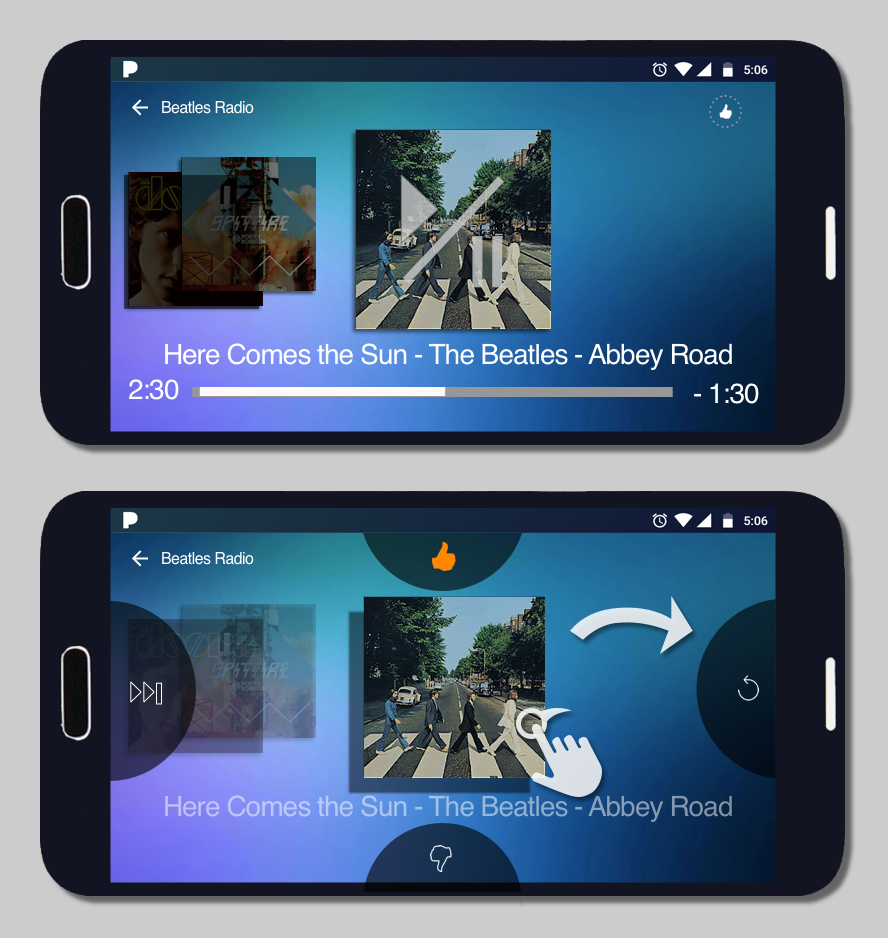 5:06
Beatles Radio
SPITFIRE
Here Comes the Sun - The Beatles - Abbey Road
2:30
- 1:30
5:06
Beatles Radio
SPITFIRE
Here Comes the Sun - The Beatles - Abbey Road